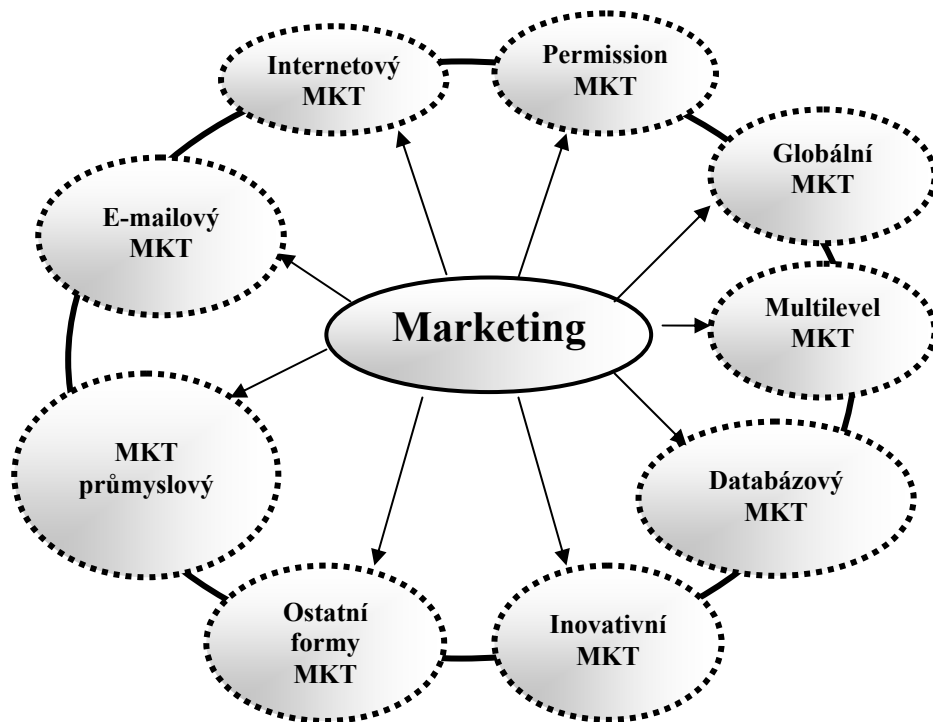 Internetový
MKT
Permission
MKT
Globální
MKT
E-mailový
MKT
Marketing
Multilevel
MKT
MKT
průmyslový
Databázový
MKT
Ostatní
formy
MKT
Inovativní
MKT